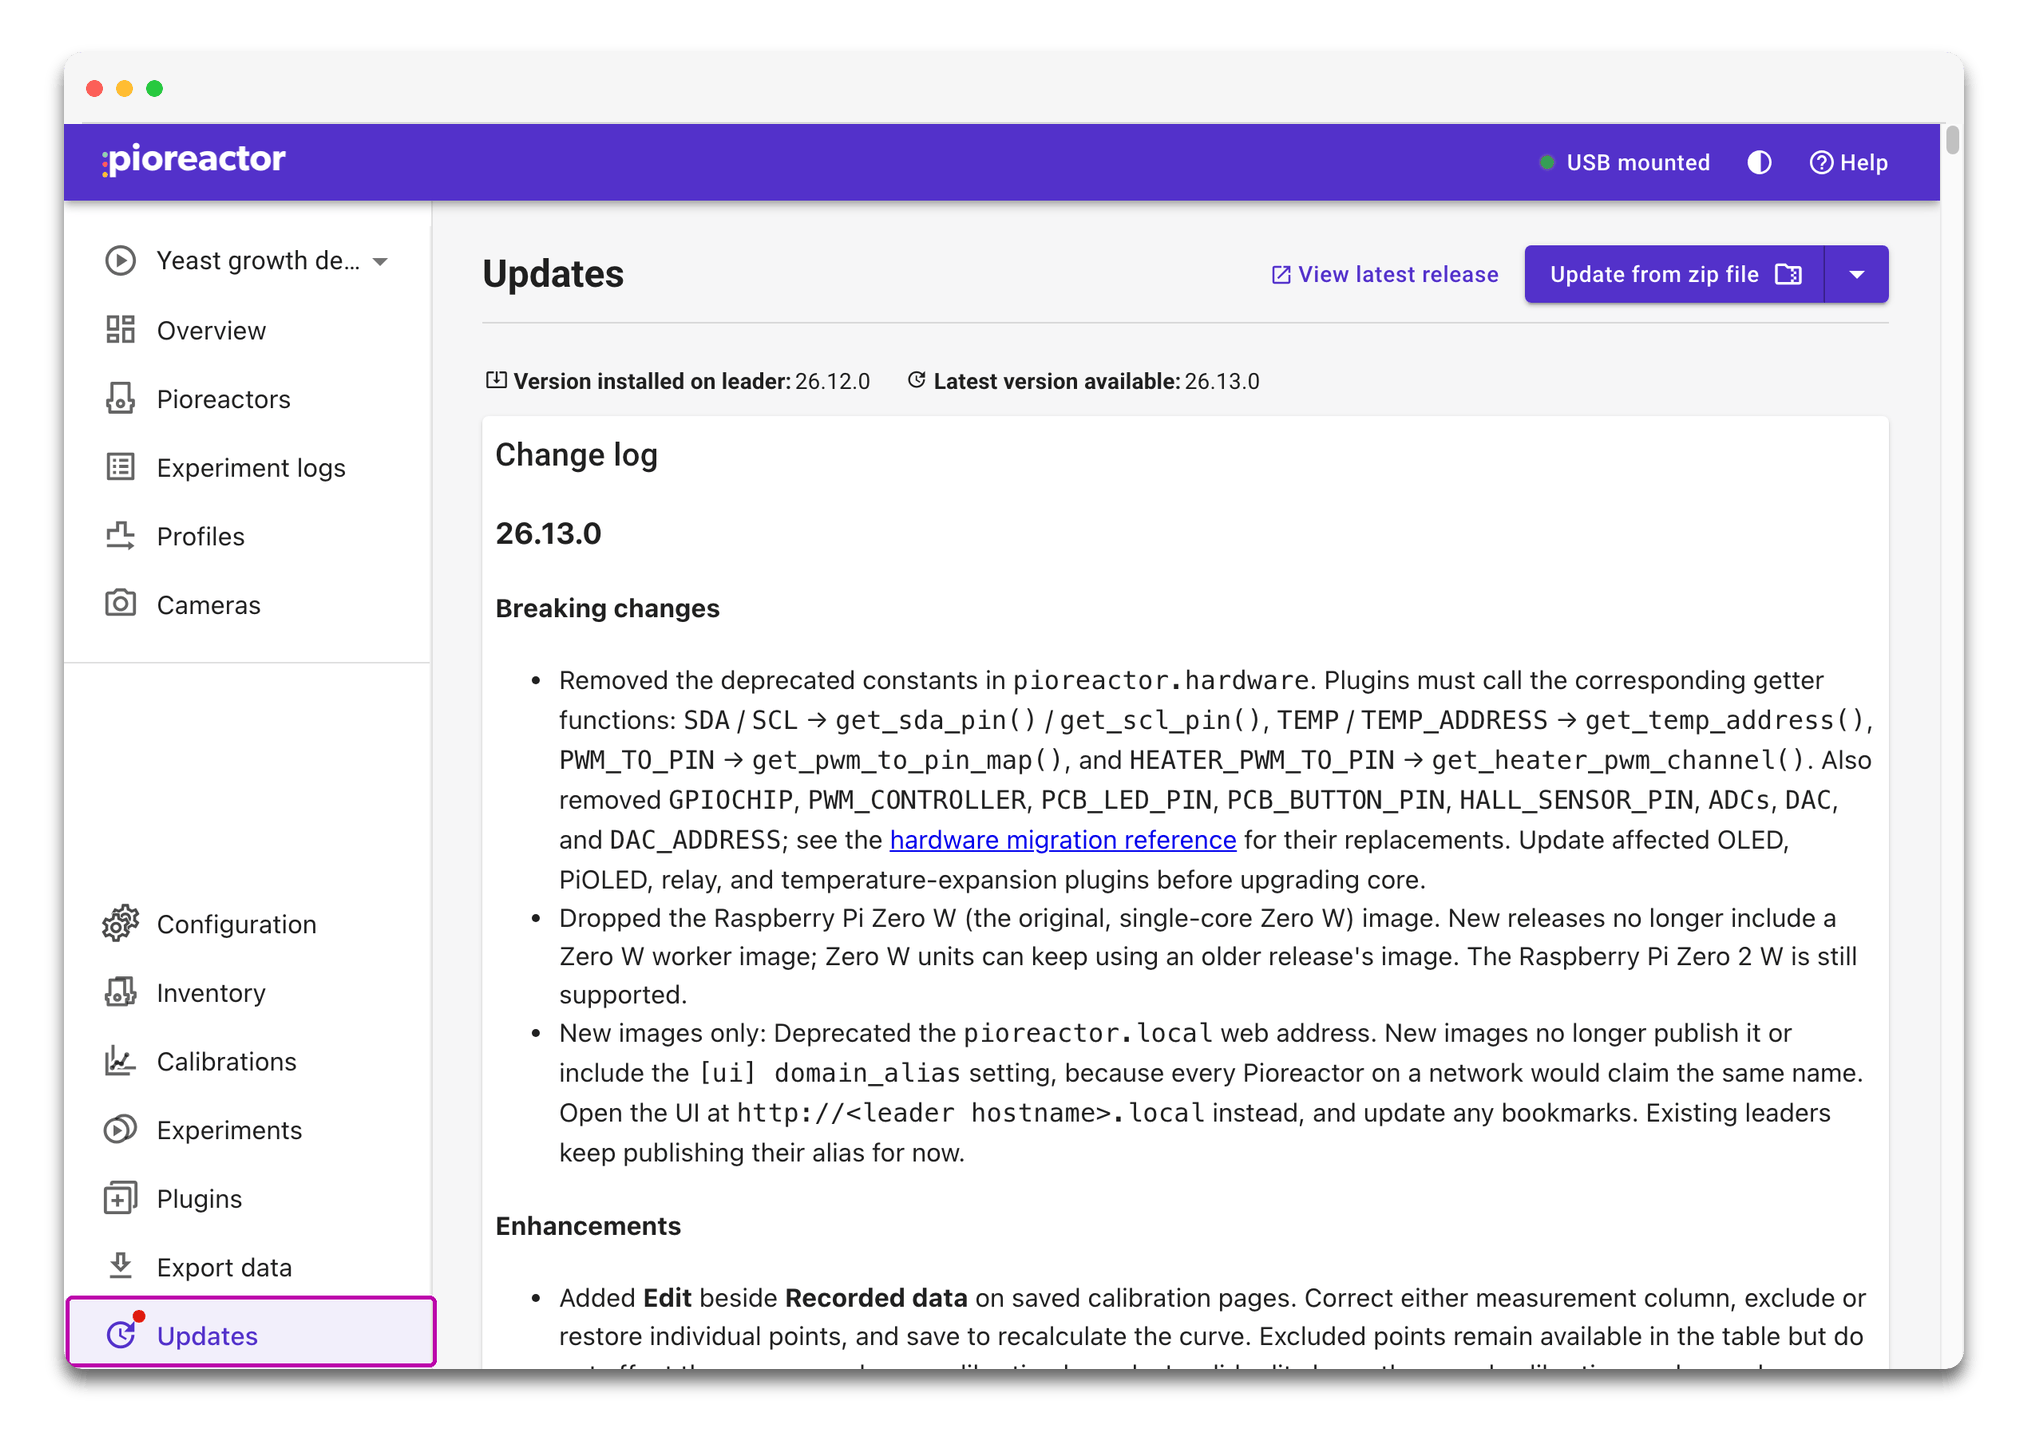 pioreactor
USB mounted
Help
Yeast growth de...
Overview
Pioreactors
Experiment logs
Profiles
Cameras
Configuration
Inventory
Calibrations
Experiments
Plugins
Export data
Updates
Updates
View latest release
Update from zip file
Version installed on leader: 26.12.0
Latest version available: 26.13.0
Change log
26.13.0
Breaking changes
• Removed the deprecated constants in pioreactor.hardware. Plugins must call the corresponding getter
functions: SDA / SCL → get_sda_pin() / get_scl_pin(), TEMP / TEMP_ADDRESS → get_temp_address(),
PWM_TO_PIN → get_pwm_to_pin_map(), and HEATER_PWM_TO_PIN → get_heater_pwm_channel(). Also
removed GPIOCHIP, PWM_CONTROLLER, PCB_LED_PIN, PCB_BUTTON_PIN, HALL_SENSOR_PIN, ADCs, DAC,
and DAC_ADDRESS; see the hardware migration reference for their replacements. Update affected OLED,
PiOLED, relay, and temperature-expansion plugins before upgrading core.
• Dropped the Raspberry Pi Zero W (the original, single-core Zero W) image. New releases no longer include a
Zero W worker image; Zero W units can keep using an older release's image. The Raspberry Pi Zero 2 W is still
supported.
• New images only: Deprecated the pioreactor.local web address. New images no longer publish it or
include the [ui] domain_alias setting, because every Pioreactor on a network would claim the same name.
Open the UI at http://<leader hostname>.local instead, and update any bookmarks. Existing leaders
keep publishing their alias for now.
Enhancements
• Added Edit beside Recorded data on saved calibration pages. Correct either measurement column, exclude or
restore individual points, and save to recalculate the curve. Excluded points remain available in the table but do